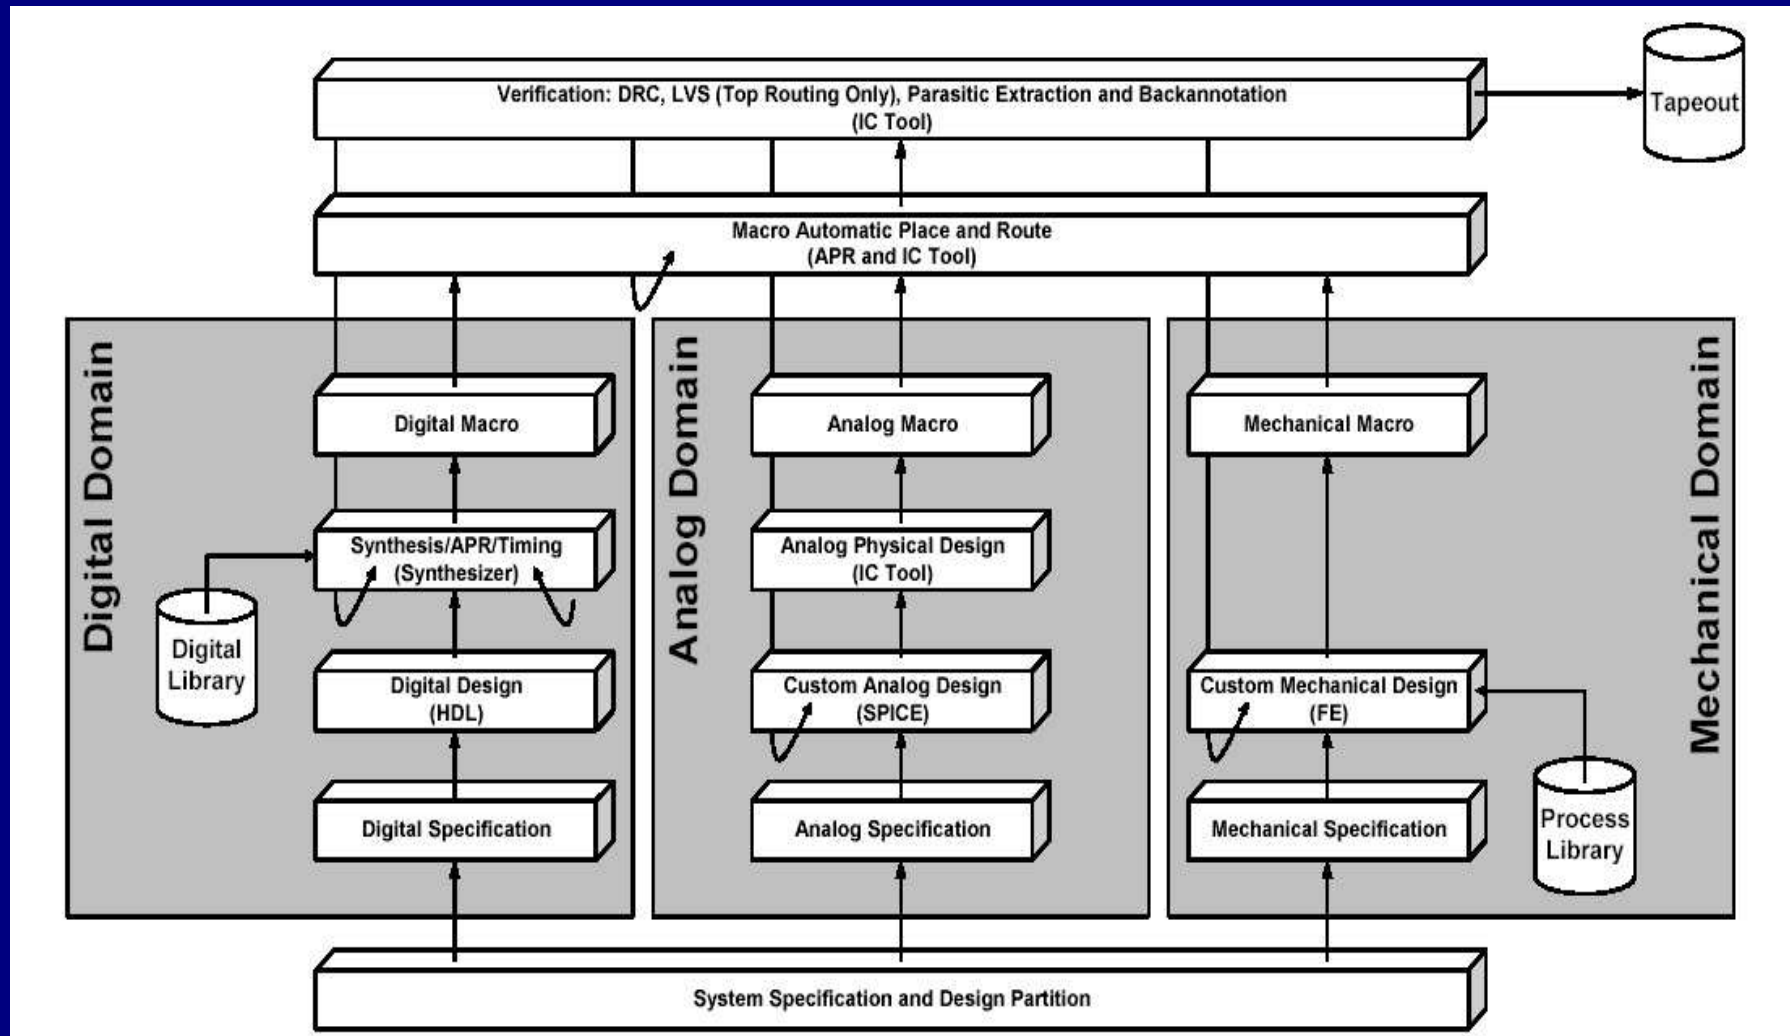 Verification: DRC, LVS (Top Routing Only), Parasitic Extraction and Backannotation
(IC Tool)
Tapeout
Macro Automatic Place and Route
(APR and IC Tool)
Digital Domain
Digital Macro
Synthesis/APR/Timing
(Synthesizer)
Digital
Library
Digital Design
(HDL)
Digital Specification
Analog Domain
Analog Macro
Analog Physical Design
(IC Tool)
Custom Analog Design
(SPICE)
Analog Specification
Mechanical Domain
Mechanical Macro
Custom Mechanical Design
(FE)
Mechanical Specification
Process
Library
System Specification and Design Partition